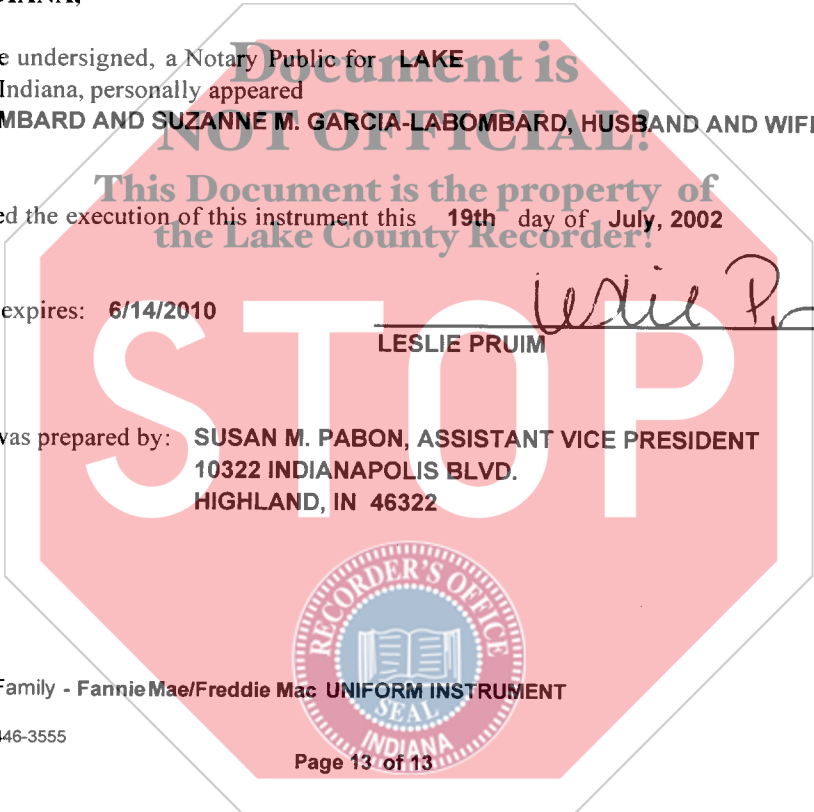 e undersigned, a Notary Public for LAKE
Document is
Indiana, personally appeared
MBARD AND SUZANNE M. GARCIA-LABOMBARD, HUSBAND AND WIF
NOT OFFICIAL!
This Document is the property of
ed the execution of this instrument this 19th day of July, 2002
the Lake County Recorder!
expires: 6/14/2010
Leslie Pr
LESLIE PRUIM
STOP
was prepared by: SUSAN M. PABON, ASSISTANT VICE PRESIDENT
10322 INDIANAPOLIS BLVD.
HIGHLAND, IN 46322
RECORDER'S OFFICE
Family - Fannie Mae/Freddie Mac UNIFORM INSTRUMENT
SEAL
446-3555
INDIANA
Page 13 of 13